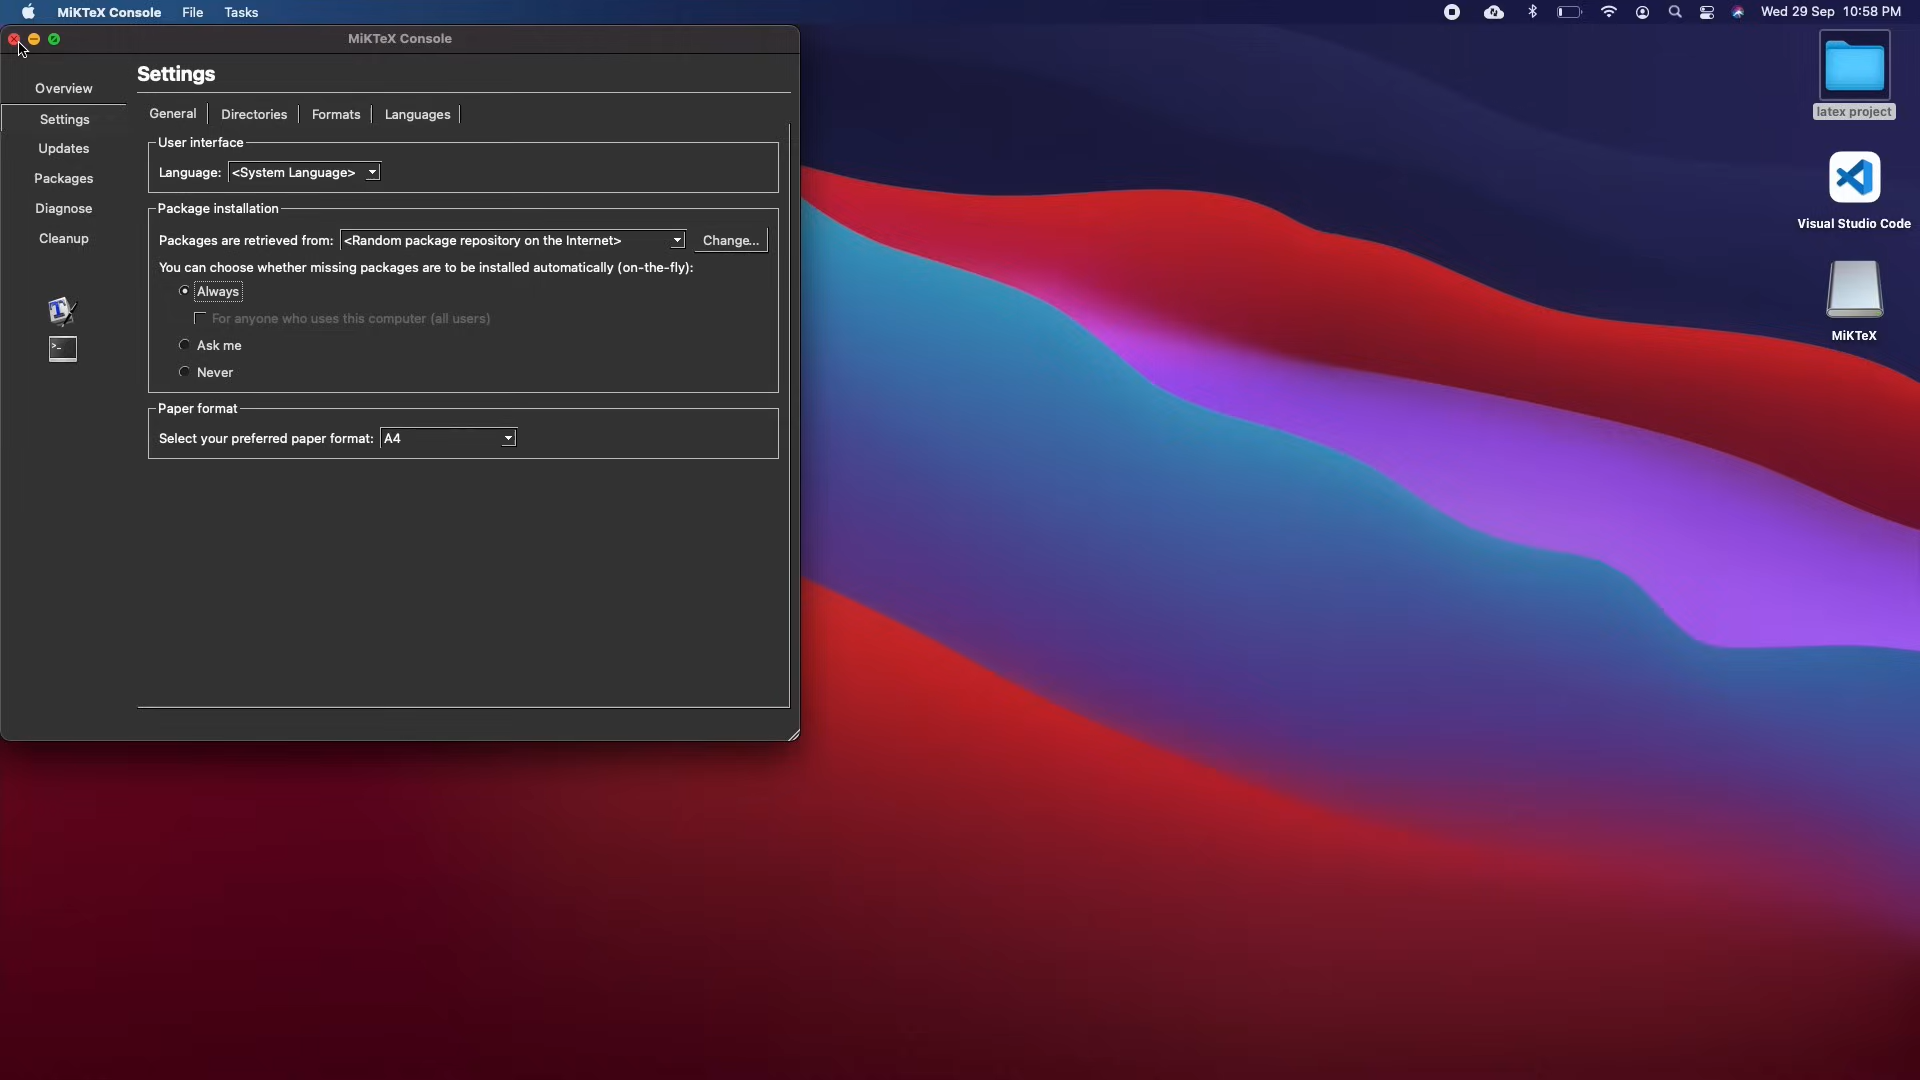 MiKTeX Console File Tasks Wed 29 Sep 10:58 PM
MiKTeX Console
Overview
Settings
Updates
Packages
Diagnose
Cleanup
>-
Settings
General Directories Formats Languages
User interface
Language: <System Language>
Package installation
Packages are retrieved from: <Random package repository on the Internet> Change...
You can choose whether missing packages are to be installed automatically (on-the-fly):
Always
For anyone who uses this computer (all users)
Ask me
Never
Paper format
Select your preferred paper format: A4
latex project
Visual Studio Code
MiKTeX